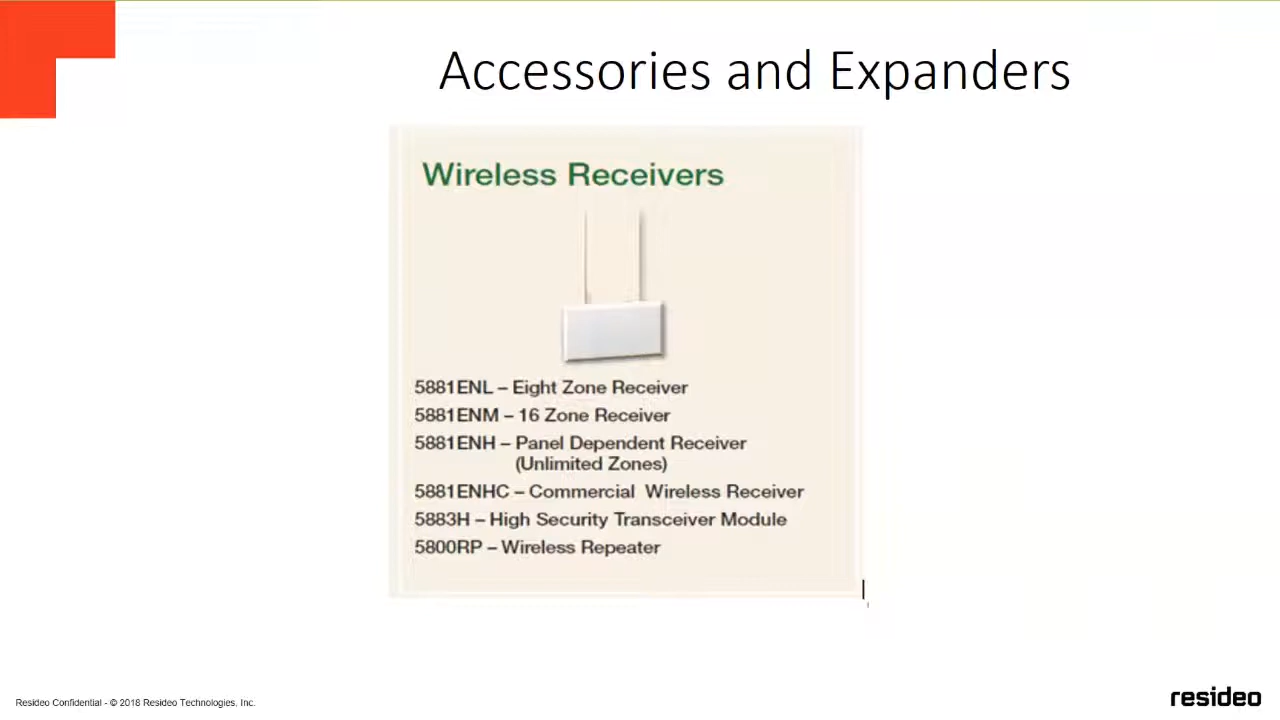 Accessories and Expanders
Wireless Receivers
5881ENL – Eight Zone Receiver
5881ENM – 16 Zone Receiver
5881ENH – Panel Dependent Receiver
(Unlimited Zones)
5881ENHC – Commercial Wireless Receiver
5883H – High Security Transceiver Module
5800RP – Wireless Repeater
Resideo Confidential - © 2018 Resideo Technologies, Inc.
resideo